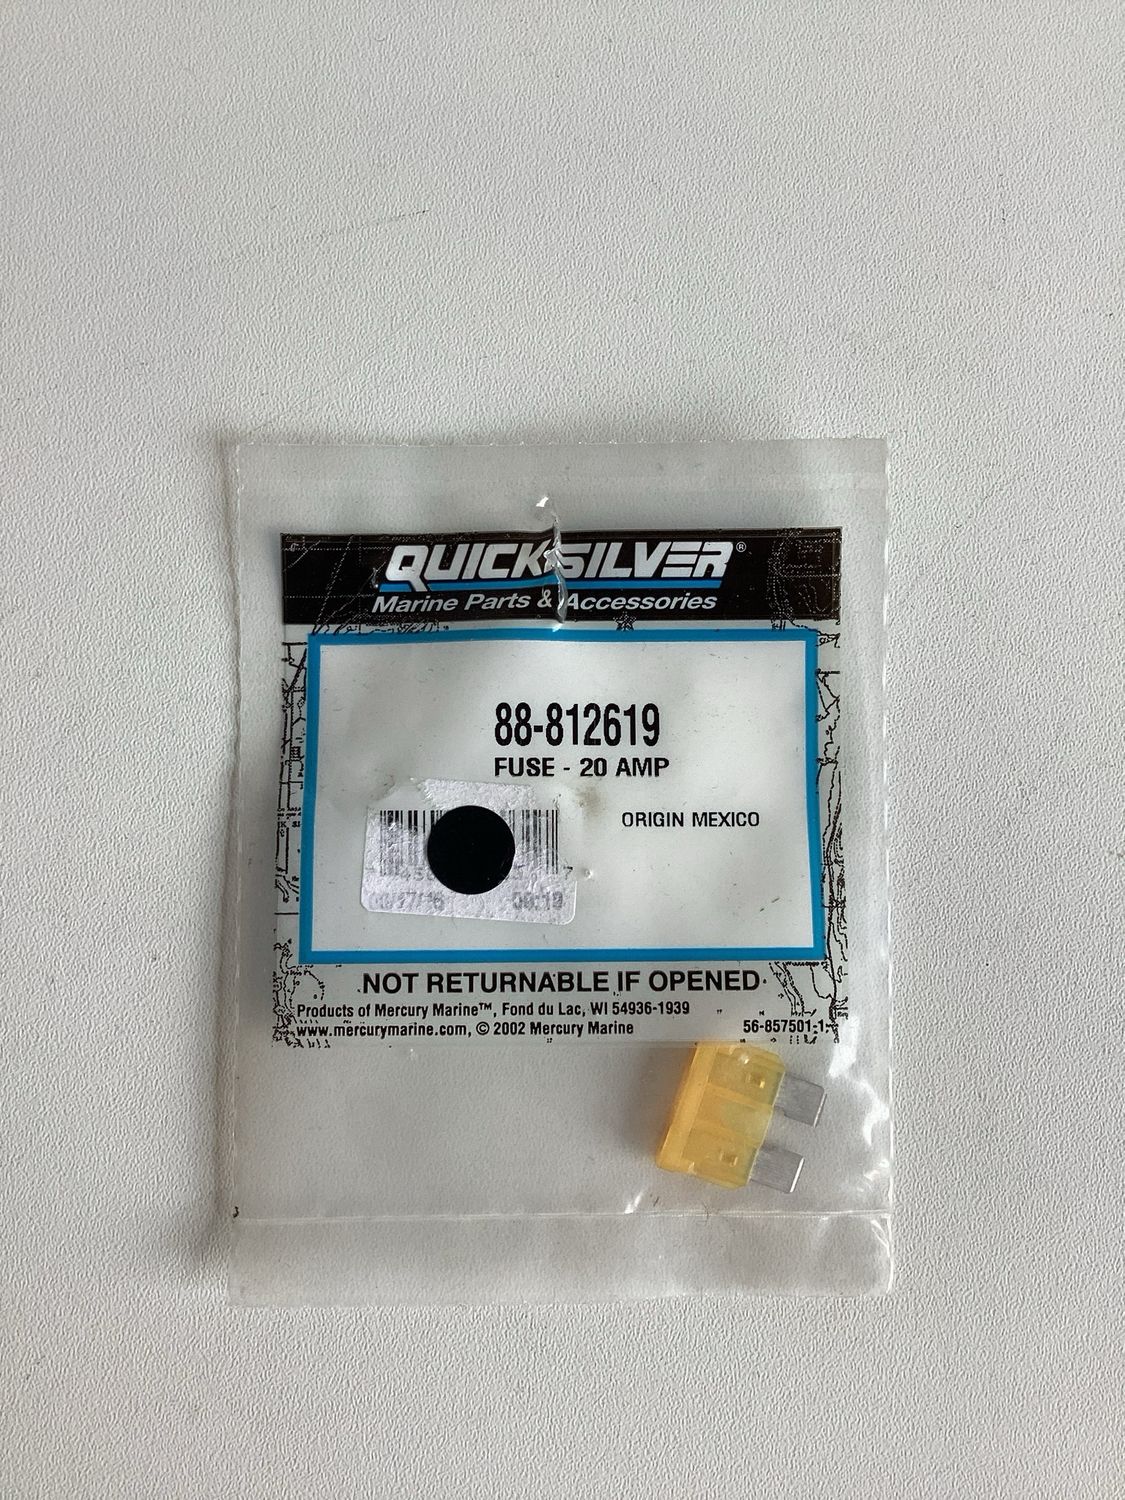 QUICKSILVER®
Marine Parts & Accessories
88-812619
FUSE - 20 AMP
ORIGIN MEXICO
NOT RETURNABLE IF OPENED
Products of Mercury Marine™, Fond du Lac, WI 54936-1939
www.mercurymarine.com, © 2002 Mercury Marine 56-857501-1